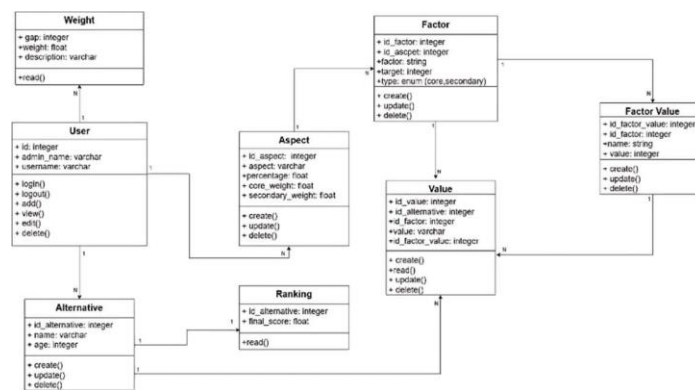 Weight
+ gap: integer
+weight: float
+ description: varchar
+read()
User
+ id: integer
+ admin_name: varchar
+ username: varchar
+ login()
+ logout()
+ add()
+ view()
+ edit()
+ delete()
Aspect
+ id_aspect: integer
+ aspect: varchar
+percentage: float
+ core_weight: float
+ secondary_weight: float
+ create()
+ update()
+ delete()
Factor
+ id_factor: integer
+ id_ascpet: integer
+factor: string
+target: integer
+type: enum (core,secondary)
+ create()
+ update()
+ delete()
Factor Value
+ id_factor_value: integer
+ id_factor: integer
+name: string
+ value: integer
+ create()
+ update()
+ delete()
Value
+ id_value: integer
+ id_alternative: integer
+ id_factor: integer
+value: varchar
+id_factor_value: integer
+ create()
+read()
+ update()
+ delete()
Alternative
+ id_alternative: integer
+ name: varchar
+ age: integer
+ create()
+ update()
+ delete()
Ranking
+ id_alternative: integer
+ final_score: float
+read()
N
1
1
N
1
N
1
N
1
N
1
N
1
N
1
1
1
N